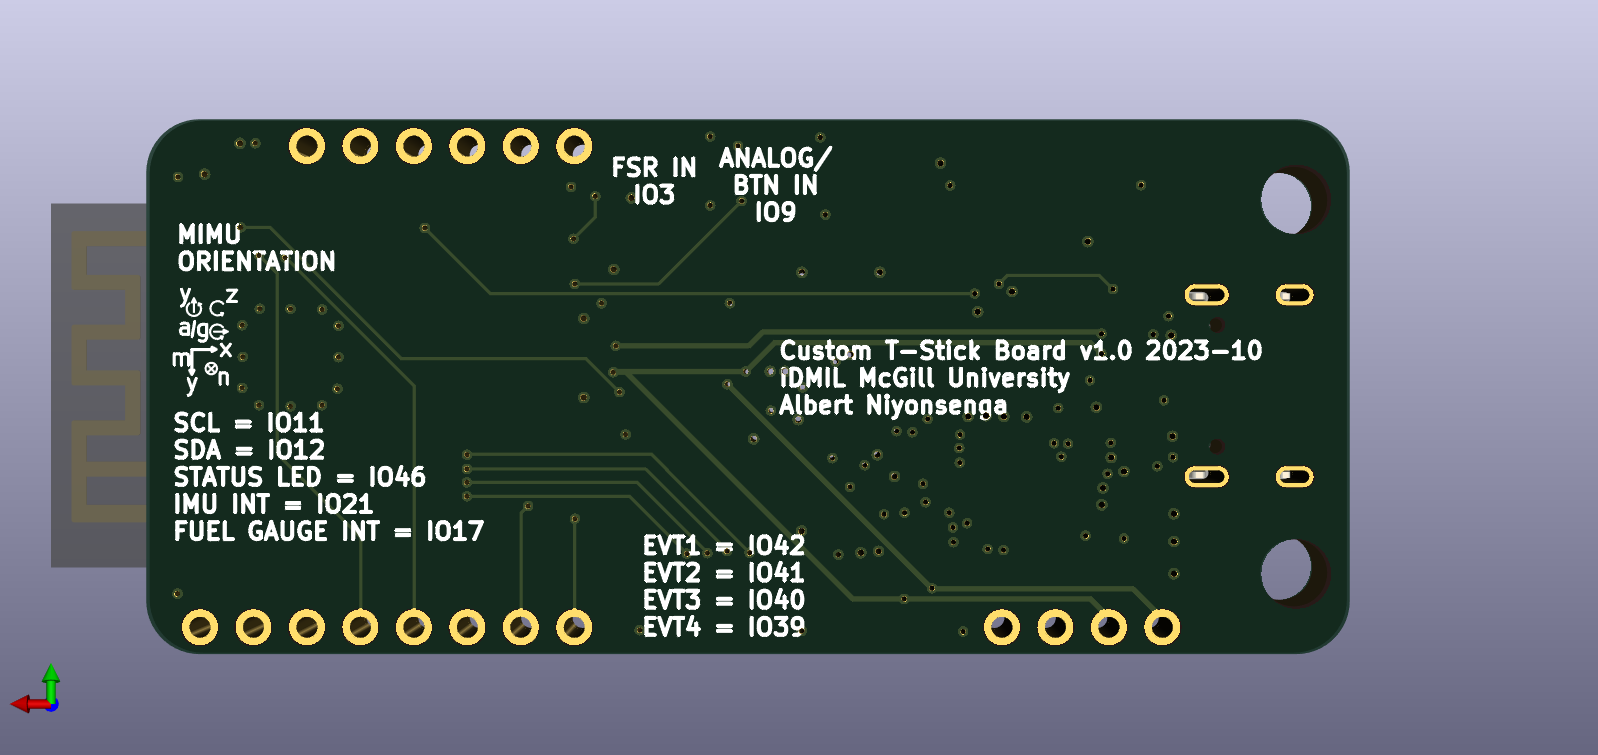 FSR IN
IO3
ANALOG/
BTN IN
IO9
MIMU
ORIENTATION
y z
a/g
m x
y n
Custom T-Stick Board v1.0 2023-10
IDMIL McGill University
Albert Niyonsenga
SCL = IO11
SDA = IO12
STATUS LED = IO46
IMU INT = IO21
FUEL GAUGE INT = IO17
EVT1 = IO42
EVT2 = IO41
EVT3 = IO40
EVT4 = IO39